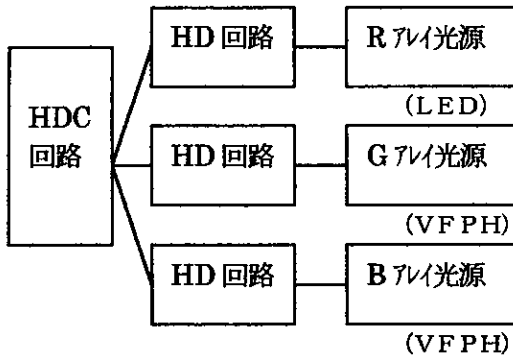 HD 回路
R アレイ光源
(LED)
HDC
回路
HD 回路
G アレイ光源
(VFPH)
HD 回路
B アレイ光源
(VFPH)